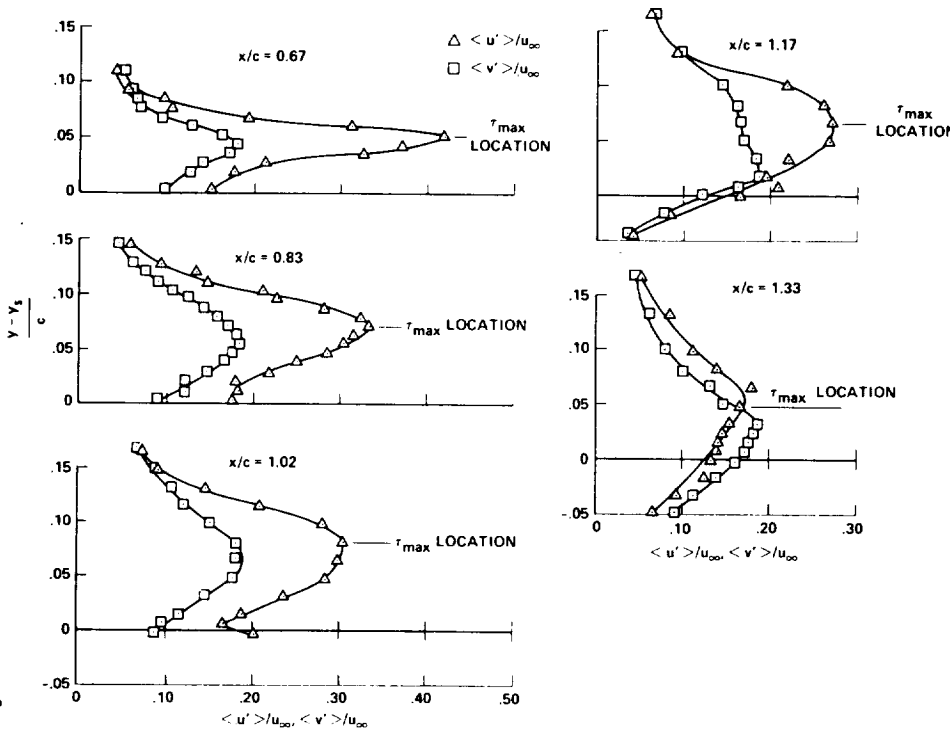 .15
.10
.05
0
x/c = 0.67
△ < u' >/u∞
□ < v' >/u∞
τmax
LOCATION
.15
.10
.05
0
x/c = 0.83
τmax LOCATION
y - ys
c
.15
.10
.05
0
-.05
x/c = 1.02
τmax LOCATION
0
.10
.20
.30
.40
.50
< u' >/u∞, < v' >/u∞
x/c = 1.17
τmax
LOCATION
.15
.10
.05
0
-.05
x/c = 1.33
τmax LOCATION
0
.10
.20
.30
< u' >/u∞, < v' >/u∞